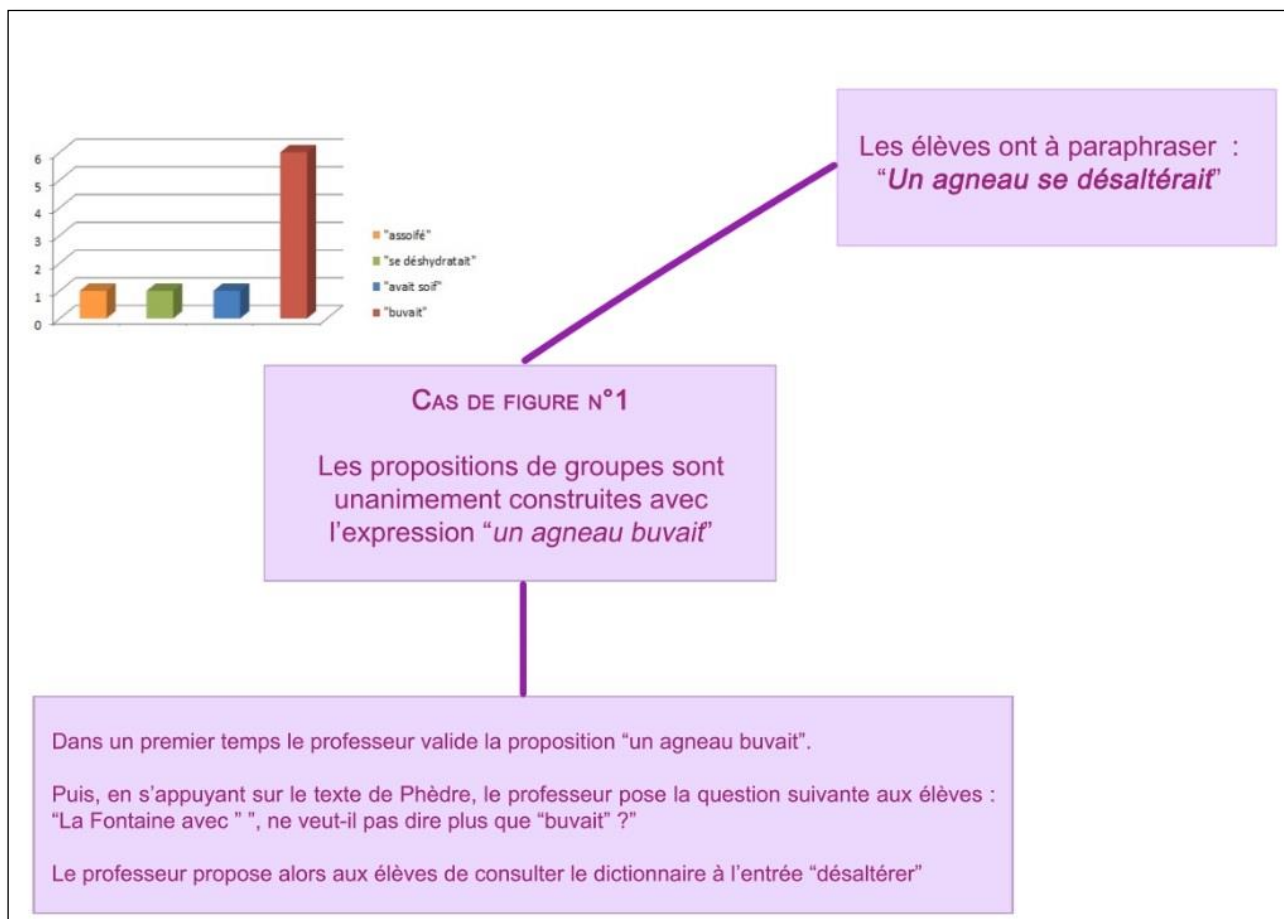 6
5
4
3
2
1
0
"assoifé"
"se déshydratait"
"avait soif"
"buvait"
Les élèves ont à paraphraser :
“Un agneau se désaltérait”
CAS DE FIGURE N°1
Les propositions de groupes sont
unanimement construites avec
l’expression “un agneau buvait”
Dans un premier temps le professeur valide la proposition “un agneau buvait”.
Puis, en s’appuyant sur le texte de Phèdre, le professeur pose la question suivante aux élèves :
“La Fontaine avec ” ”, ne veut-il pas dire plus que “buvait” ?”
Le professeur propose alors aux élèves de consulter le dictionnaire à l’entrée “désaltérer”